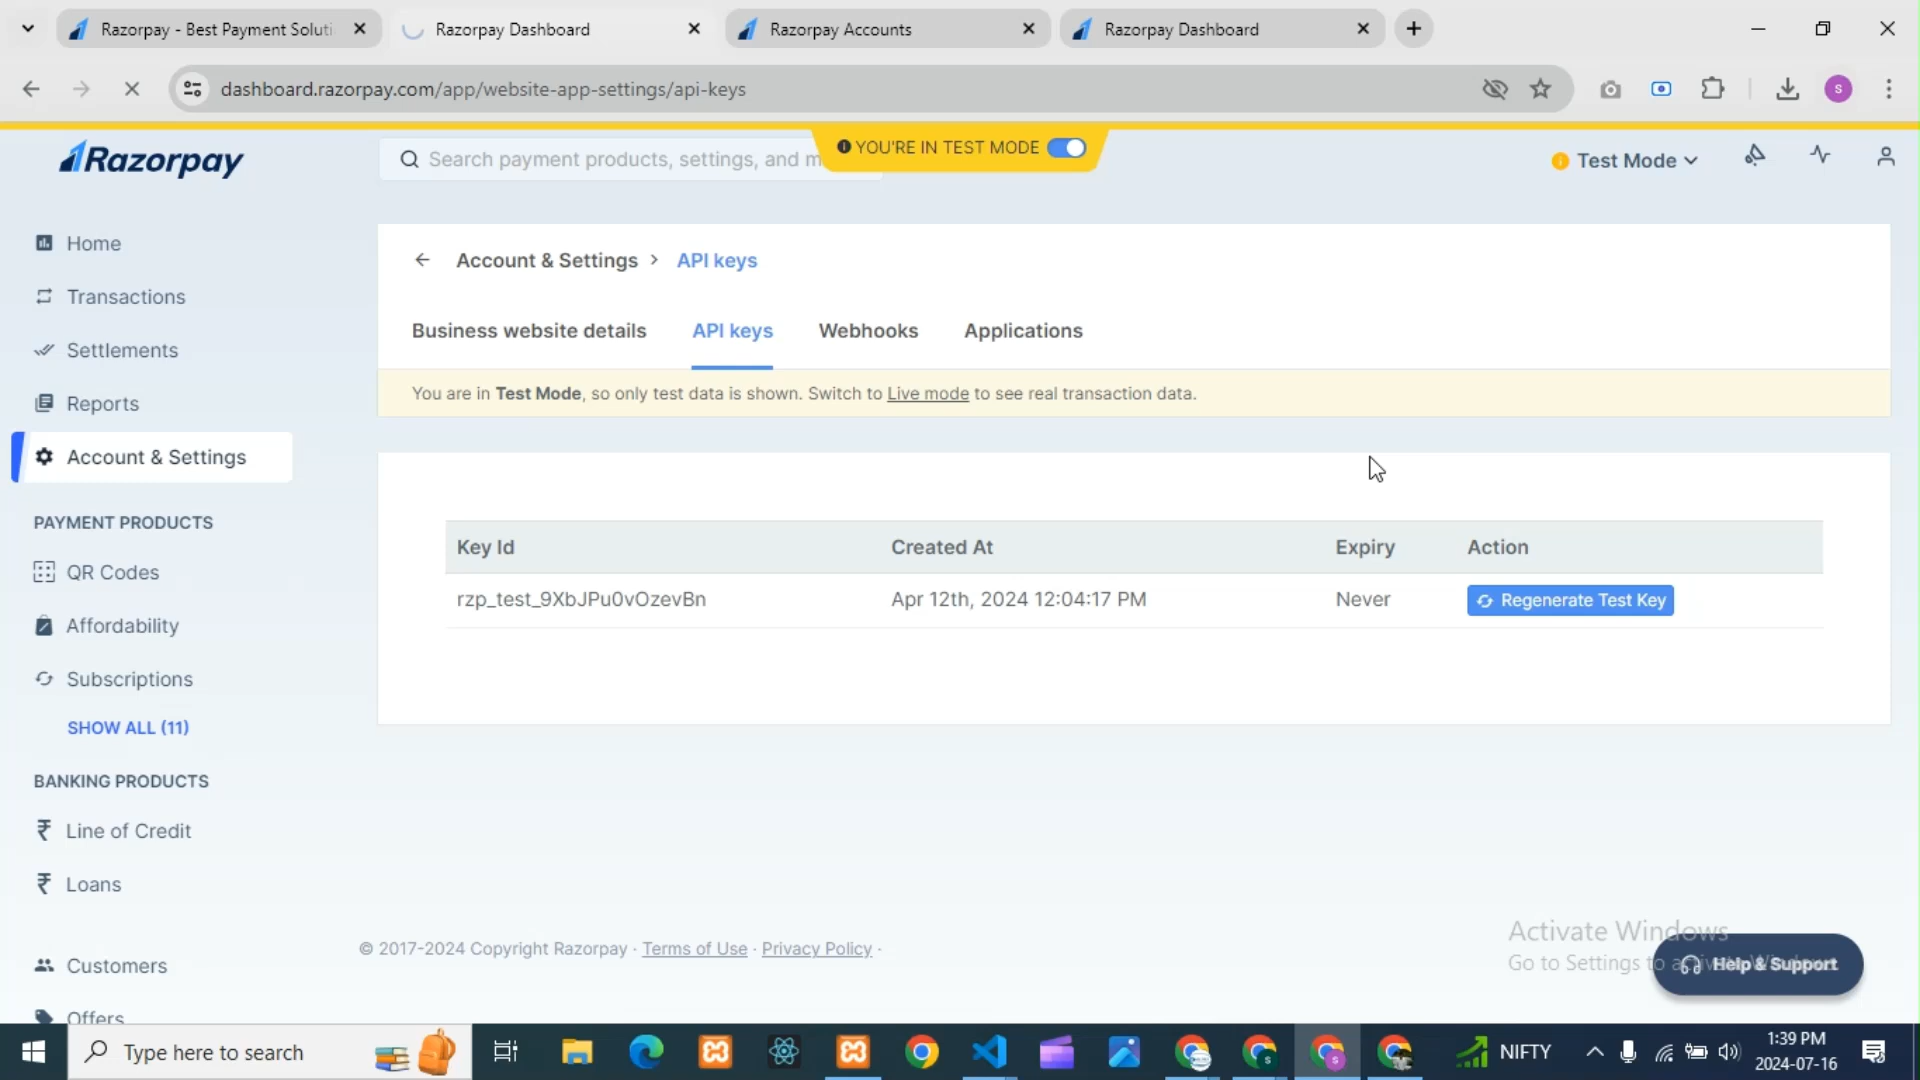 Razorpay - Best Payment Soluti
Razorpay Dashboard
Razorpay Accounts
Razorpay Dashboard
dashboard.razorpay.com/app/website-app-settings/api-keys
S
Razorpay
Search payment products, settings, and m
YOU'RE IN TEST MODE
Test Mode
Home
Transactions
Settlements
Reports
Account & Settings
PAYMENT PRODUCTS
QR Codes
Affordability
Subscriptions
SHOW ALL (11)
BANKING PRODUCTS
Line of Credit
Loans
Customers
Offers
Account & Settings > API keys
Business website details API keys Webhooks Applications
You are in Test Mode, so only test data is shown. Switch to Live mode to see real transaction data.
Key Id Created At Expiry Action
rzp_test_9XbJPu0vOzevBn Apr 12th, 2024 12:04:17 PM Never Regenerate Test Key
© 2017-2024 Copyright Razorpay · Terms of Use · Privacy Policy ·
Activate Windows
Go to Settings to
Help & Support
Type here to search
NIFTY
1:39 PM
2024-07-16